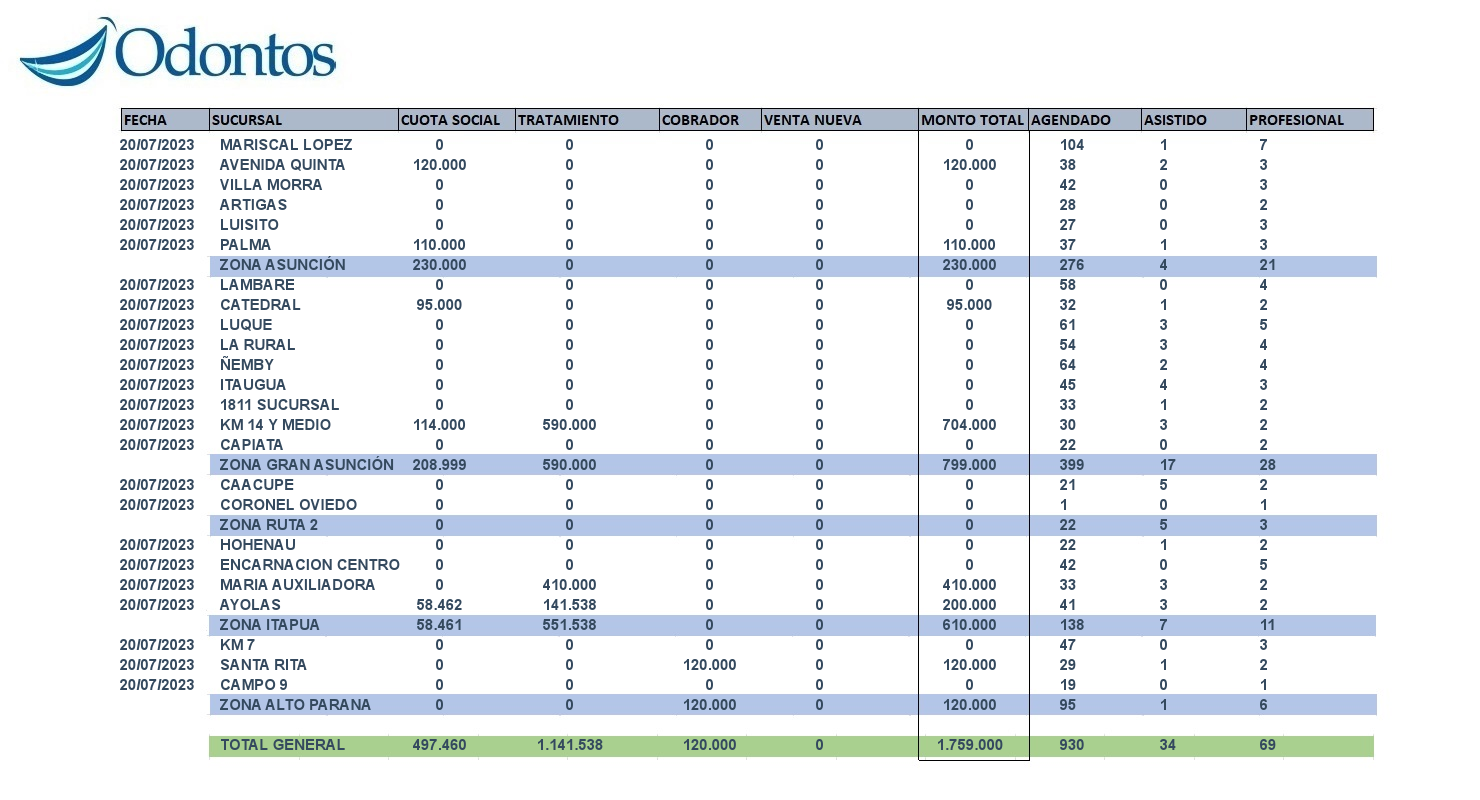 Odontos
FECHA SUCURSAL CUOTA SOCIAL TRATAMIENTO COBRADOR VENTA NUEVA MONTO TOTAL AGENDADO ASISTIDO PROFESIONAL
20/07/2023 MARISCAL LOPEZ 0 0 0 0 0 104 1 7
20/07/2023 AVENIDA QUINTA 120.000 0 0 0 120.000 38 2 3
20/07/2023 VILLA MORRA 0 0 0 0 0 42 0 3
20/07/2023 ARTIGAS 0 0 0 0 0 28 0 2
20/07/2023 LUISITO 0 0 0 0 0 27 0 3
20/07/2023 PALMA 110.000 0 0 0 110.000 37 1 3
ZONA ASUNCIÓN 230.000 0 0 0 230.000 276 4 21
20/07/2023 LAMBARE 0 0 0 0 0 58 0 4
20/07/2023 CATEDRAL 95.000 0 0 0 95.000 32 1 2
20/07/2023 LUQUE 0 0 0 0 0 61 3 5
20/07/2023 LA RURAL 0 0 0 0 0 54 3 4
20/07/2023 ÑEMBY 0 0 0 0 0 64 2 4
20/07/2023 ITAUGUA 0 0 0 0 0 45 4 3
20/07/2023 1811 SUCURSAL 0 0 0 0 0 33 1 2
20/07/2023 KM 14 Y MEDIO 114.000 590.000 0 0 704.000 30 3 2
20/07/2023 CAPIATA 0 0 0 0 0 22 0 2
ZONA GRAN ASUNCIÓN 208.999 590.000 0 0 799.000 399 17 28
20/07/2023 CAACUPE 0 0 0 0 0 21 5 2
20/07/2023 CORONEL OVIEDO 0 0 0 0 0 1 0 1
ZONA RUTA 2 0 0 0 0 0 22 5 3
20/07/2023 HOHENAU 0 0 0 0 0 22 1 2
20/07/2023 ENCARNACION CENTRO 0 0 0 0 0 42 0 5
20/07/2023 MARIA AUXILIADORA 0 410.000 0 0 410.000 33 3 2
20/07/2023 AYOLAS 58.462 141.538 0 0 200.000 41 3 2
ZONA ITAPUA 58.461 551.538 0 0 610.000 138 7 11
20/07/2023 KM 7 0 0 0 0 0 47 0 3
20/07/2023 SANTA RITA 0 0 120.000 0 120.000 29 1 2
20/07/2023 CAMPO 9 0 0 0 0 0 19 0 1
ZONA ALTO PARANA 0 0 120.000 0 120.000 95 1 6
TOTAL GENERAL 497.460 1.141.538 120.000 0 1.759.000 930 34 69